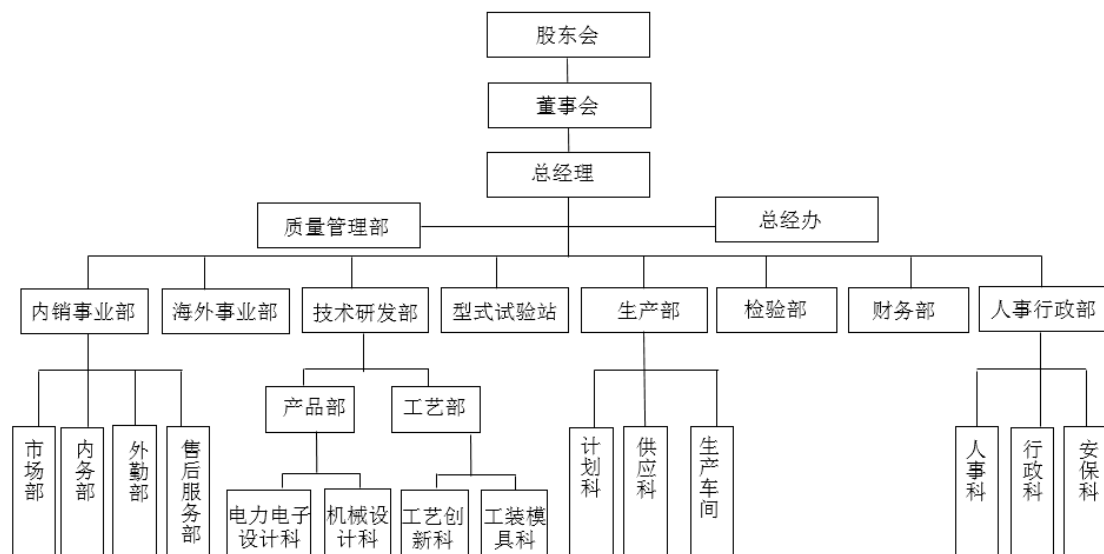 股东会
董事会
总经理
质量管理部
总经办
内销事业部
海外事业部
技术研发部
型式试验站
生产部
检验部
财务部
人事行政部
产品部
工艺部
市场部
内务部
外勤部
售后服务部
电力电子
设计科
机械设
计科
工艺创
新科
工装模
具科
计划科
供应科
生产车间
人事科
行政科
安保科